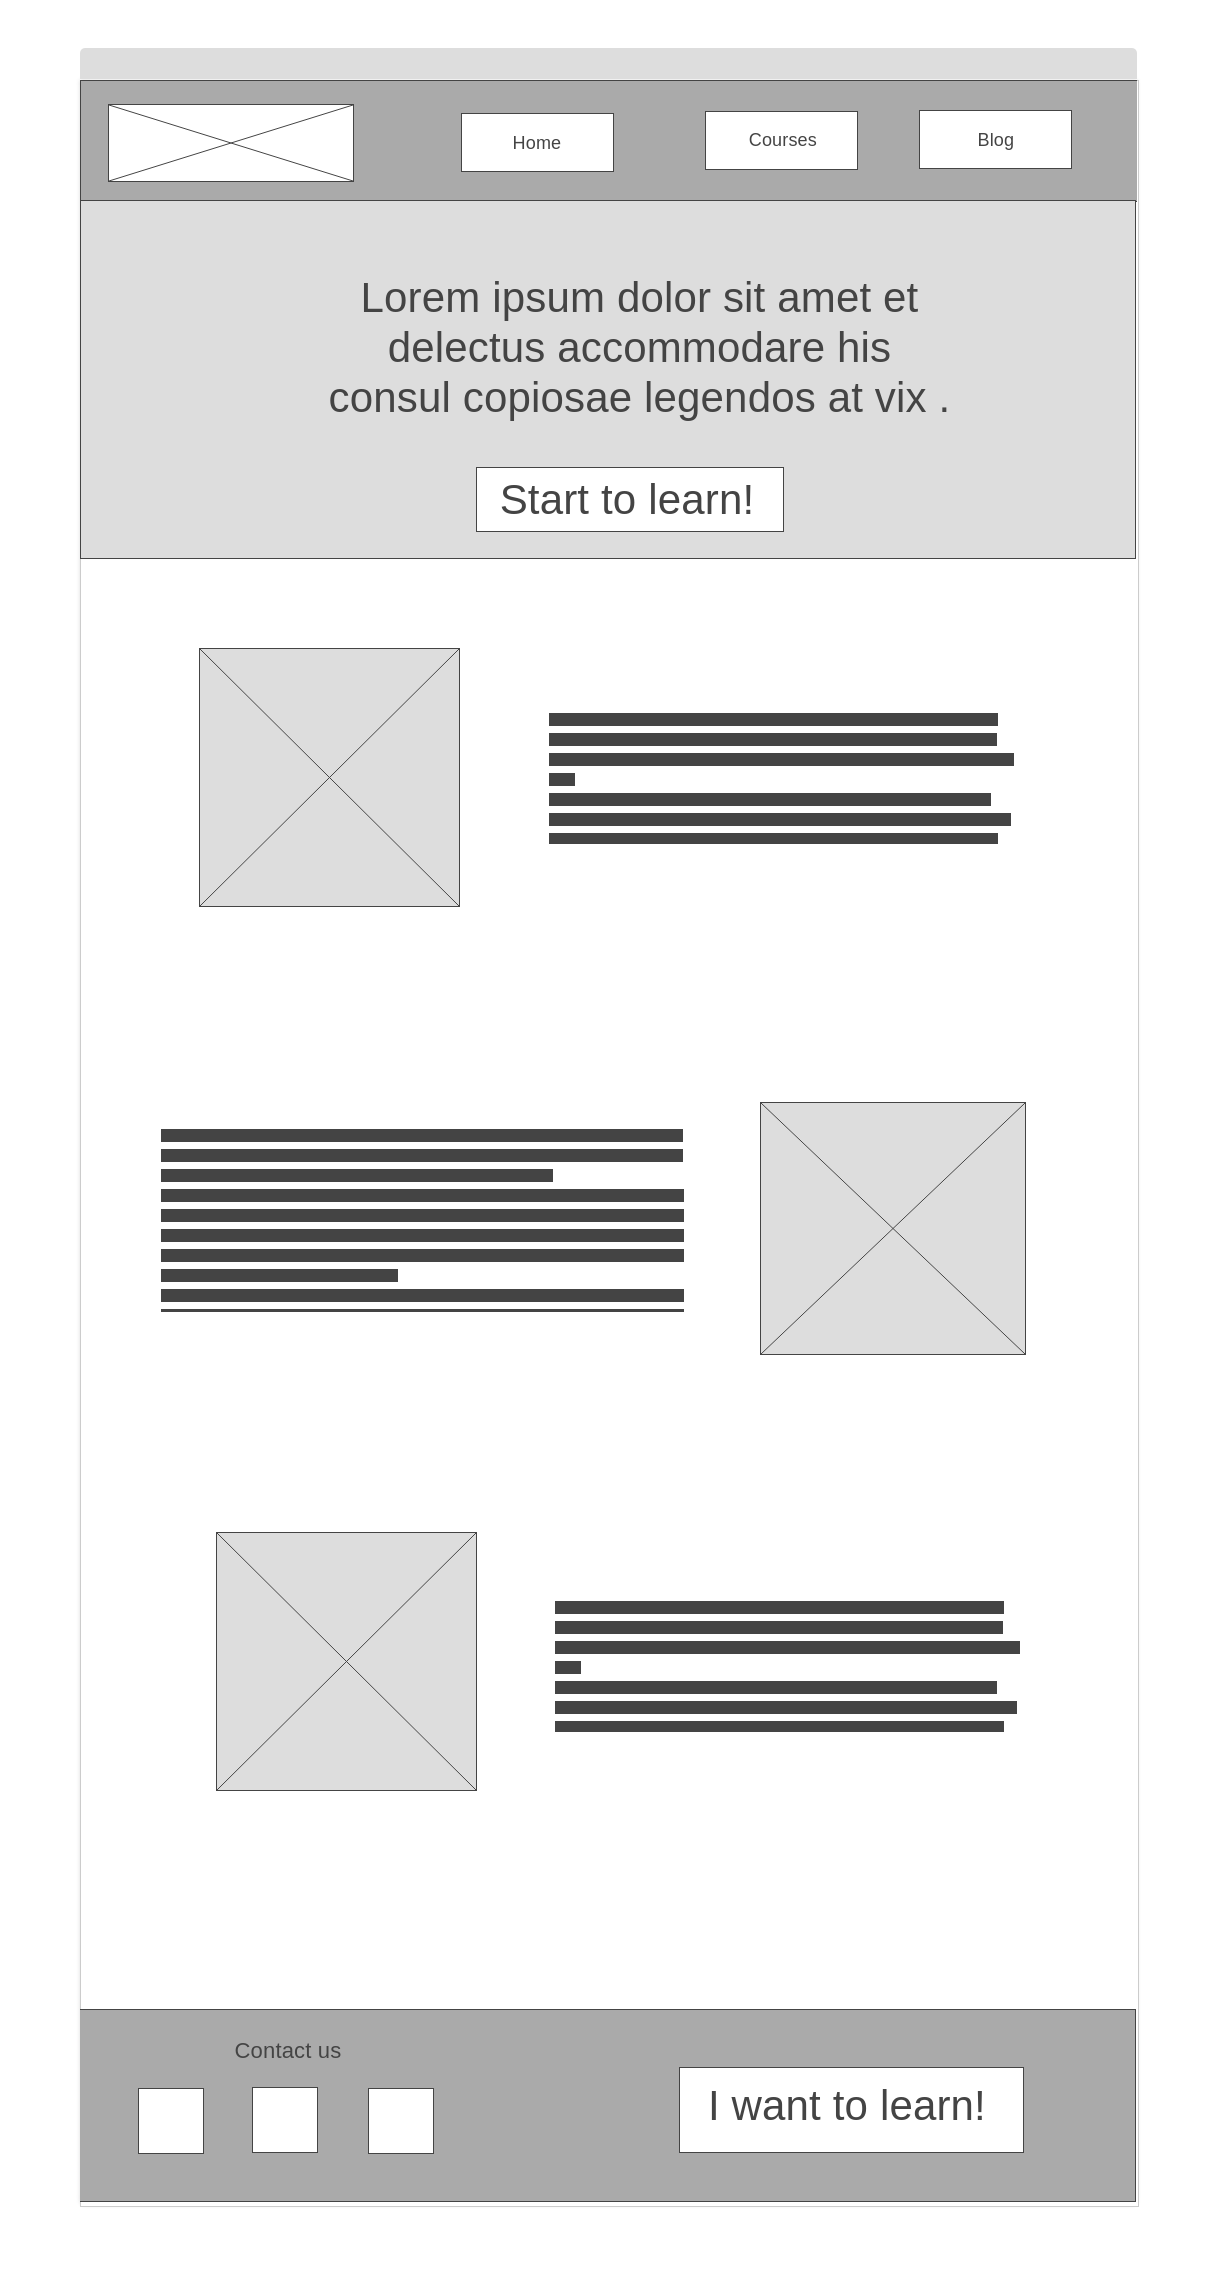 Home
Courses
Blog
Lorem ipsum dolor sit amet et
delectus accommodare his
consul copiosae legendos at vix .
Start to learn!
Contact us
I want to learn!